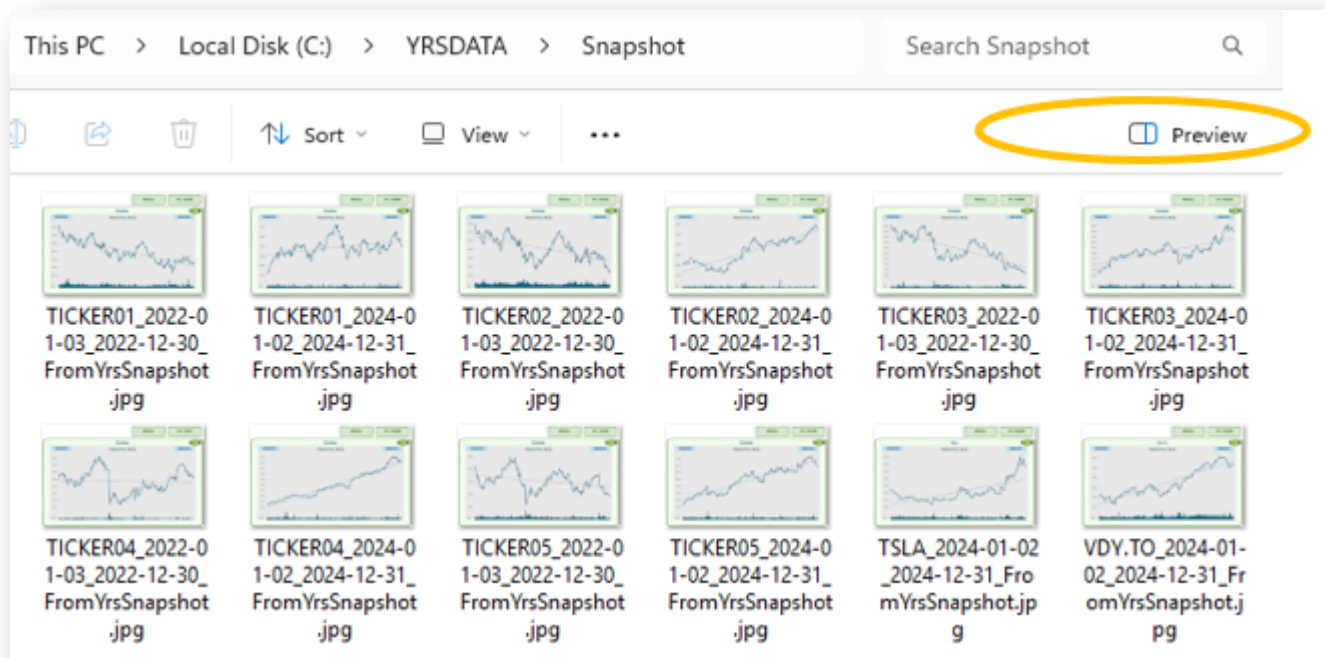 This PC > Local Disk (C:) > YRSDATA > Snapshot
Search Snapshot
Sort
View
...
Preview
TICKER01_2022-0
1-03_2022-12-30_
FromYrsSnapshot
.jpg
TICKER01_2024-0
1-02_2024-12-31_
FromYrsSnapshot
.jpg
TICKER02_2022-0
1-03_2022-12-30_
FromYrsSnapshot
.jpg
TICKER02_2024-0
1-02_2024-12-31_
FromYrsSnapshot
.jpg
TICKER03_2022-0
1-03_2022-12-30_
FromYrsSnapshot
.jpg
TICKER03_2024-0
1-02_2024-12-31_
FromYrsSnapshot
.jpg
TICKER04_2022-0
1-03_2022-12-30_
FromYrsSnapshot
.jpg
TICKER04_2024-0
1-02_2024-12-31_
FromYrsSnapshot
.jpg
TICKER05_2022-0
1-03_2022-12-30_
FromYrsSnapshot
.jpg
TICKER05_2024-0
1-02_2024-12-31_
FromYrsSnapshot
.jpg
TSLA_2024-01-02
_2024-12-31_Fro
mYrsSnapshot.jp
g
VDY.TO_2024-01-
02_2024-12-31_Fr
omYrsSnapshot.j
pg